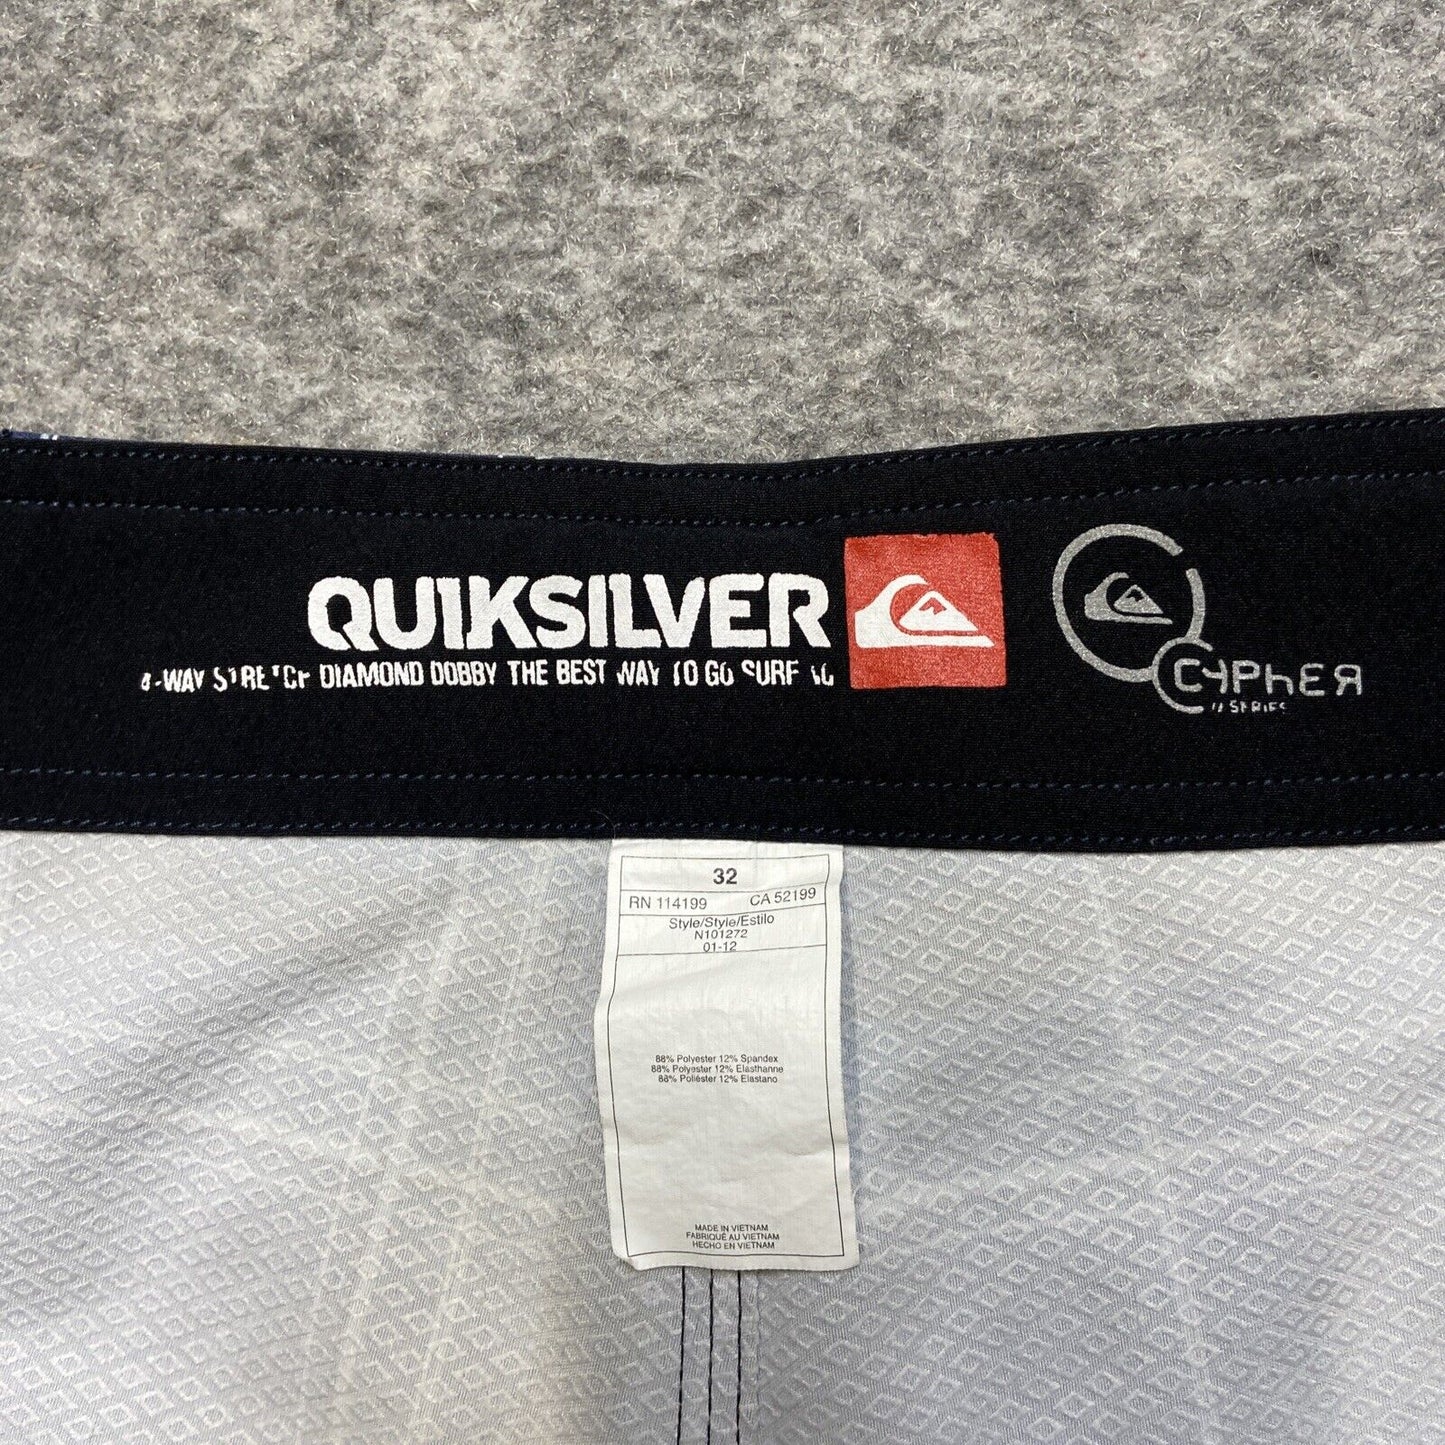 QUIKSILVER
4-WAY STRETCH DIAMOND DOBBY THE BEST WAY TO GO SURFING
CYPHER
SERIES
32
RN 114199 CA 52199
Style/Style/Estilo
N101272
01-12
88% Polyester 12% Spandex
88% Polyester 12% Elasthanne
88% Poliéster 12% Elastano
MADE IN VIETNAM
FABRIQUÉ AU VIETNAM
HECHO EN VIETNAM